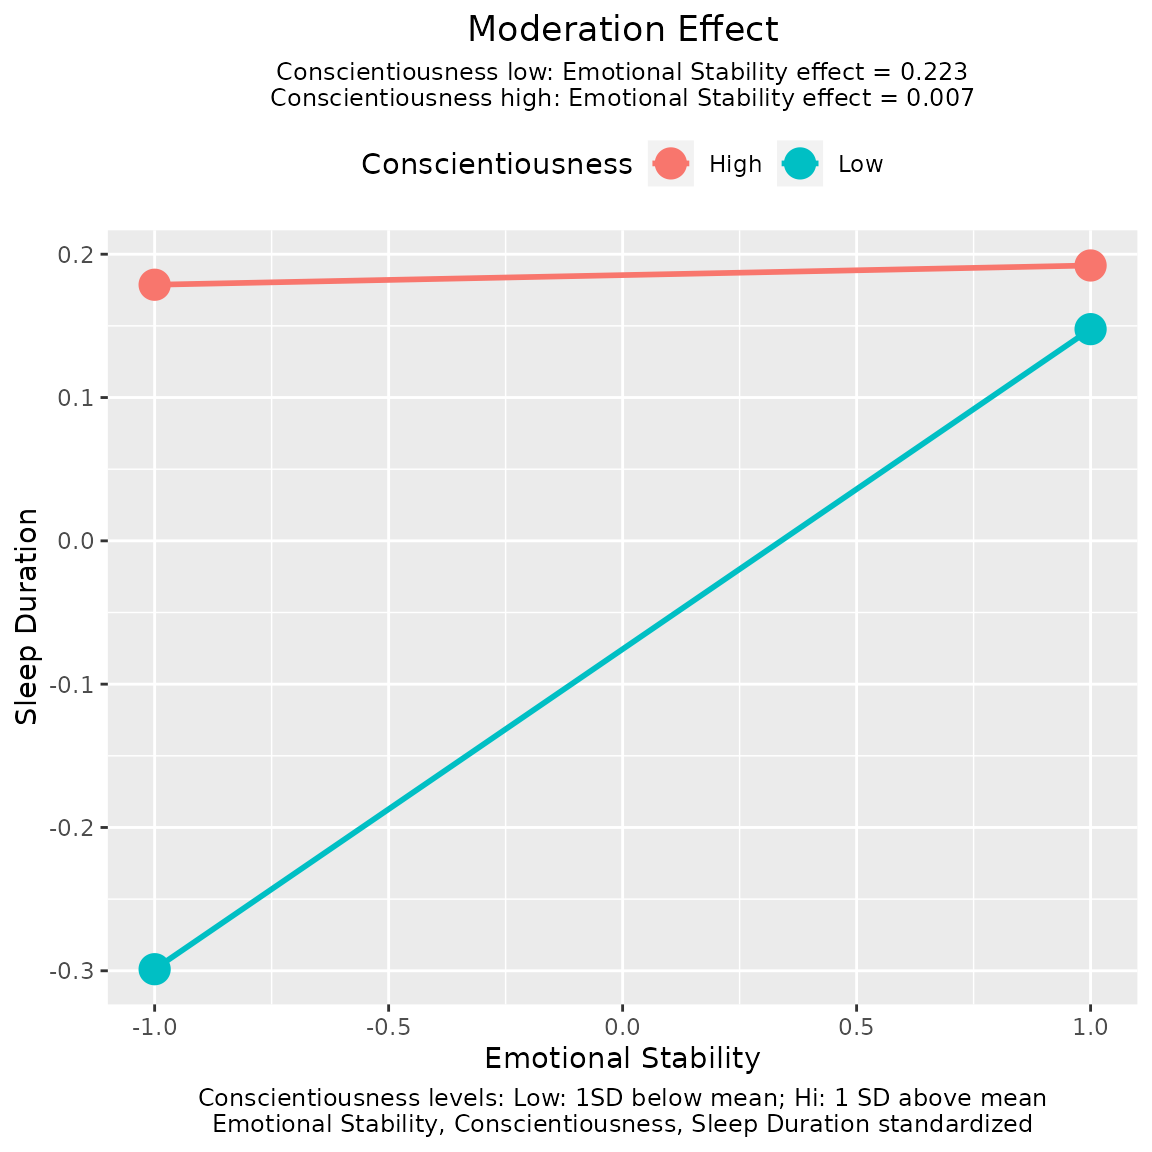 Moderation Effect
Conscientiousness low: Emotional Stability effect = 0.223
Conscientiousness high: Emotional Stability effect = 0.007
Conscientiousness High Low
0.2
0.1
0.0
-0.1
-0.2
-0.3
Sleep Duration
-1.0 -0.5 0.0 0.5 1.0
Emotional Stability
Conscientiousness levels: Low: 1SD below mean; Hi: 1 SD above mean
Emotional Stability, Conscientiousness, Sleep Duration standardized